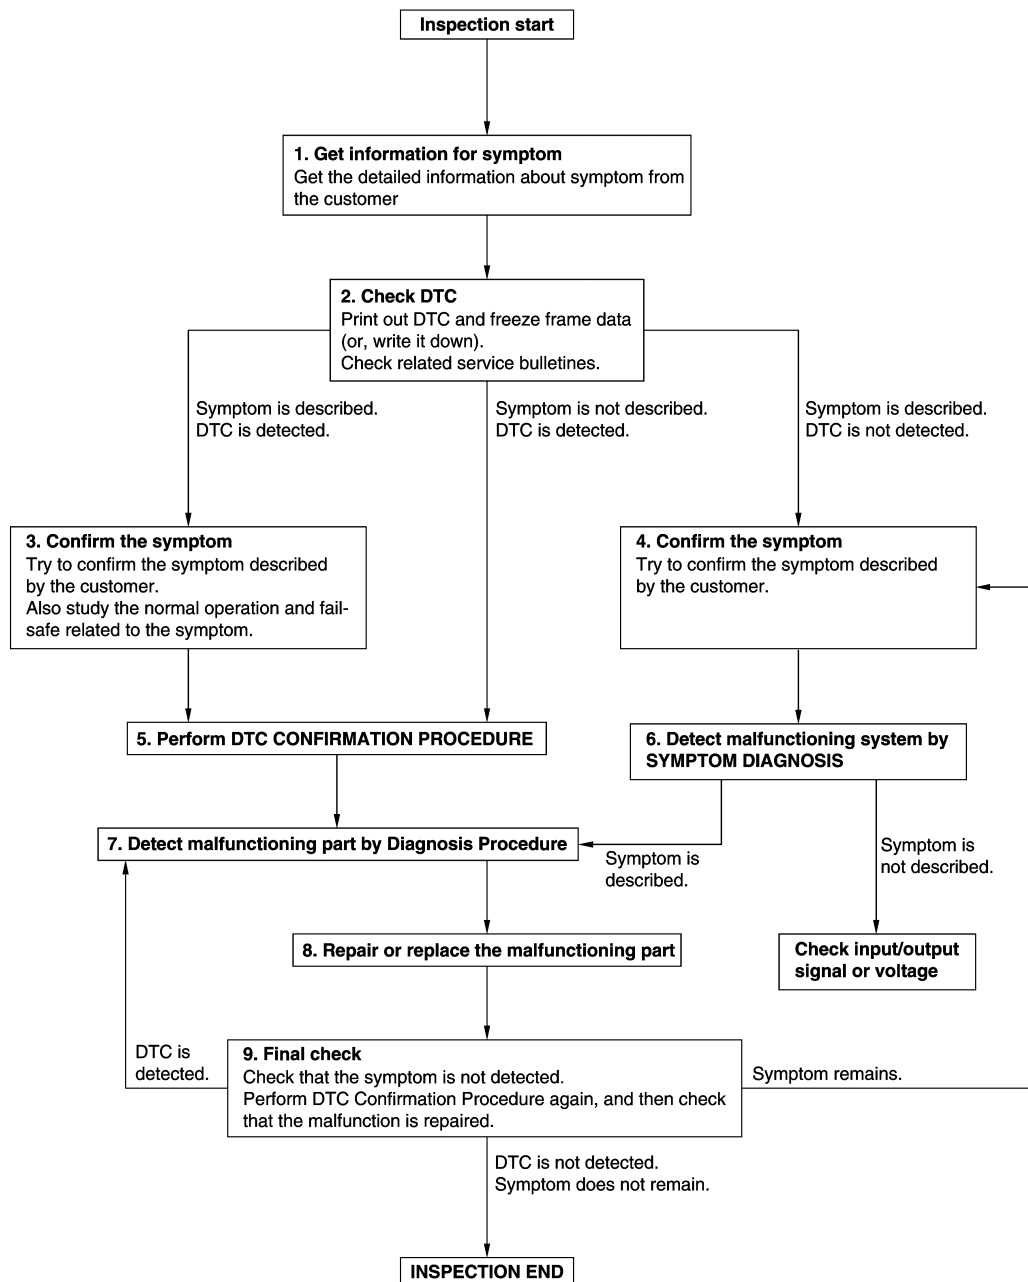 Inspection start
1. Get information for symptom
Get the detailed information about symptom from
the customer
2. Check DTC
Print out DTC and freeze frame data
(or, write it down).
Check related service bulletines.
Symptom is described.
DTC is detected.
Symptom is not described.
DTC is detected.
Symptom is described.
DTC is not detected.
3. Confirm the symptom
Try to confirm the symptom described
by the customer.
Also study the normal operation and fail-
safe related to the symptom.
4. Confirm the symptom
Try to confirm the symptom described
by the customer.
5. Perform DTC CONFIRMATION PROCEDURE
6. Detect malfunctioning system by
SYMPTOM DIAGNOSIS
7. Detect malfunctioning part by Diagnosis Procedure
Symptom is
described.
Symptom is
not described.
8. Repair or replace the malfunctioning part
Check input/output
signal or voltage
DTC is
detected.
9. Final check
Check that the symptom is not detected.
Perform DTC Confirmation Procedure again, and then check
that the malfunction is repaired.
Symptom remains.
DTC is not detected.
Symptom does not remain.
INSPECTION END